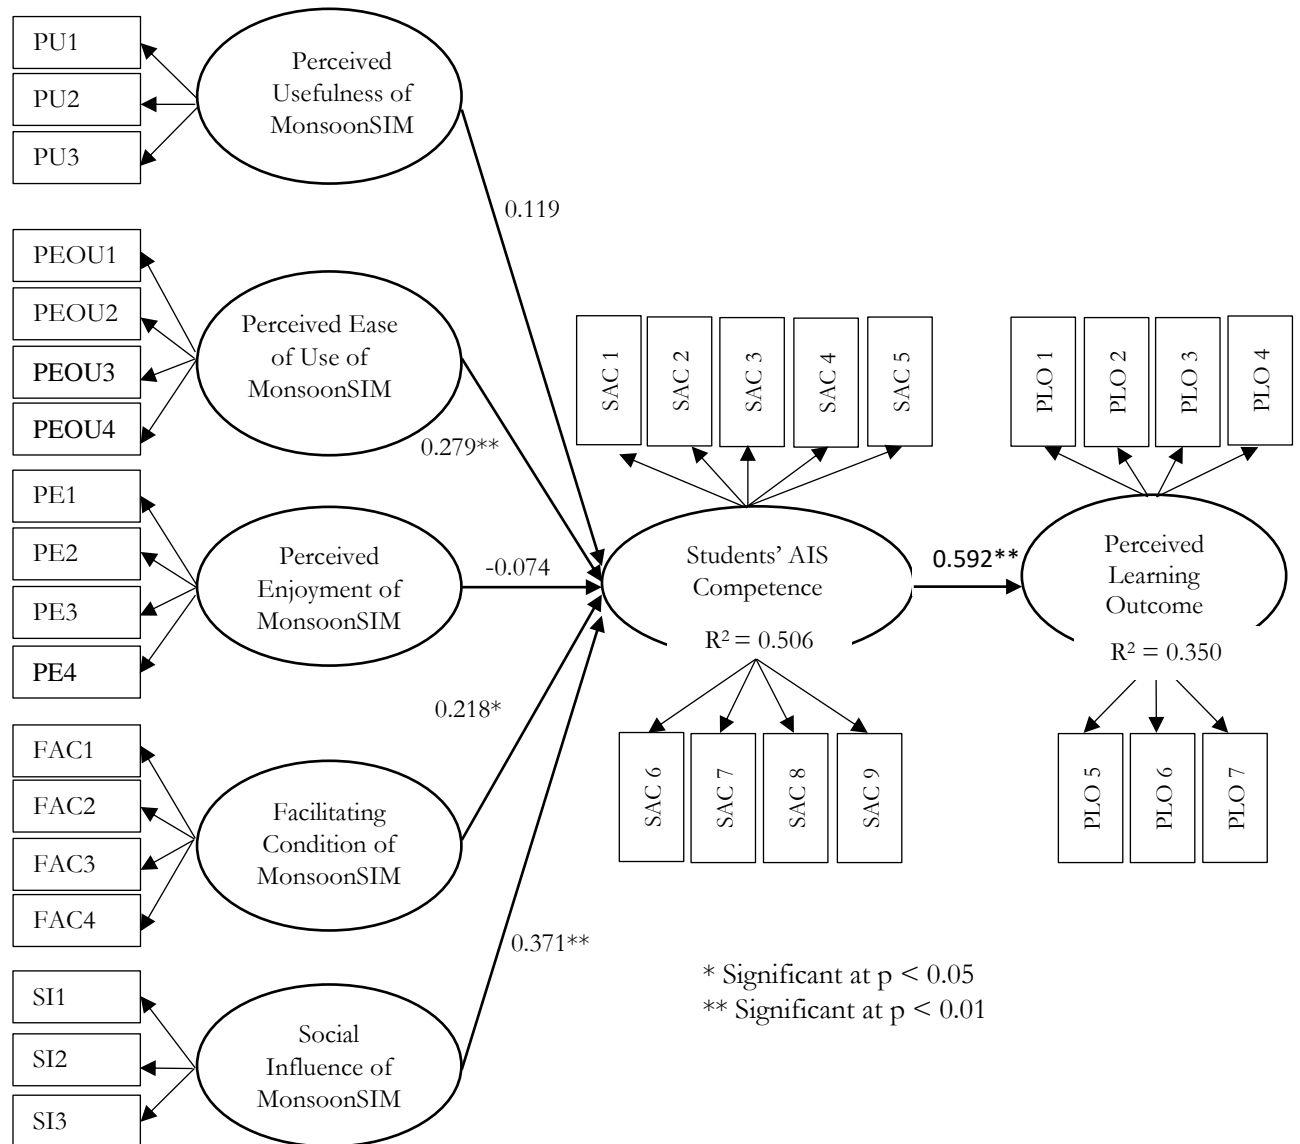 PU1
PU2
PU3
Perceived
Usefulness of
MonsoonSIM
0.119
PEOU1
PEOU2
PEOU3
PEOU4
Perceived Ease
of Use of
MonsoonSIM
0.279**
PE1
PE2
PE3
PE4
Perceived
Enjoyment of
MonsoonSIM
-0.074
FAC1
FAC2
FAC3
FAC4
Facilitating
Condition of
MonsoonSIM
0.218*
SI1
SI2
SI3
Social
Influence of
MonsoonSIM
0.371**
SAC 1
SAC 2
SAC 3
SAC 4
SAC 5
Students’ AIS
Competence
R² = 0.506
SAC 6
SAC 7
SAC 8
SAC 9
0.592**
PLO 1
PLO 2
PLO 3
PLO 4
Perceived
Learning
Outcome
R² = 0.350
PLO 5
PLO 6
PLO 7
* Significant at p < 0.05
** Significant at p < 0.01